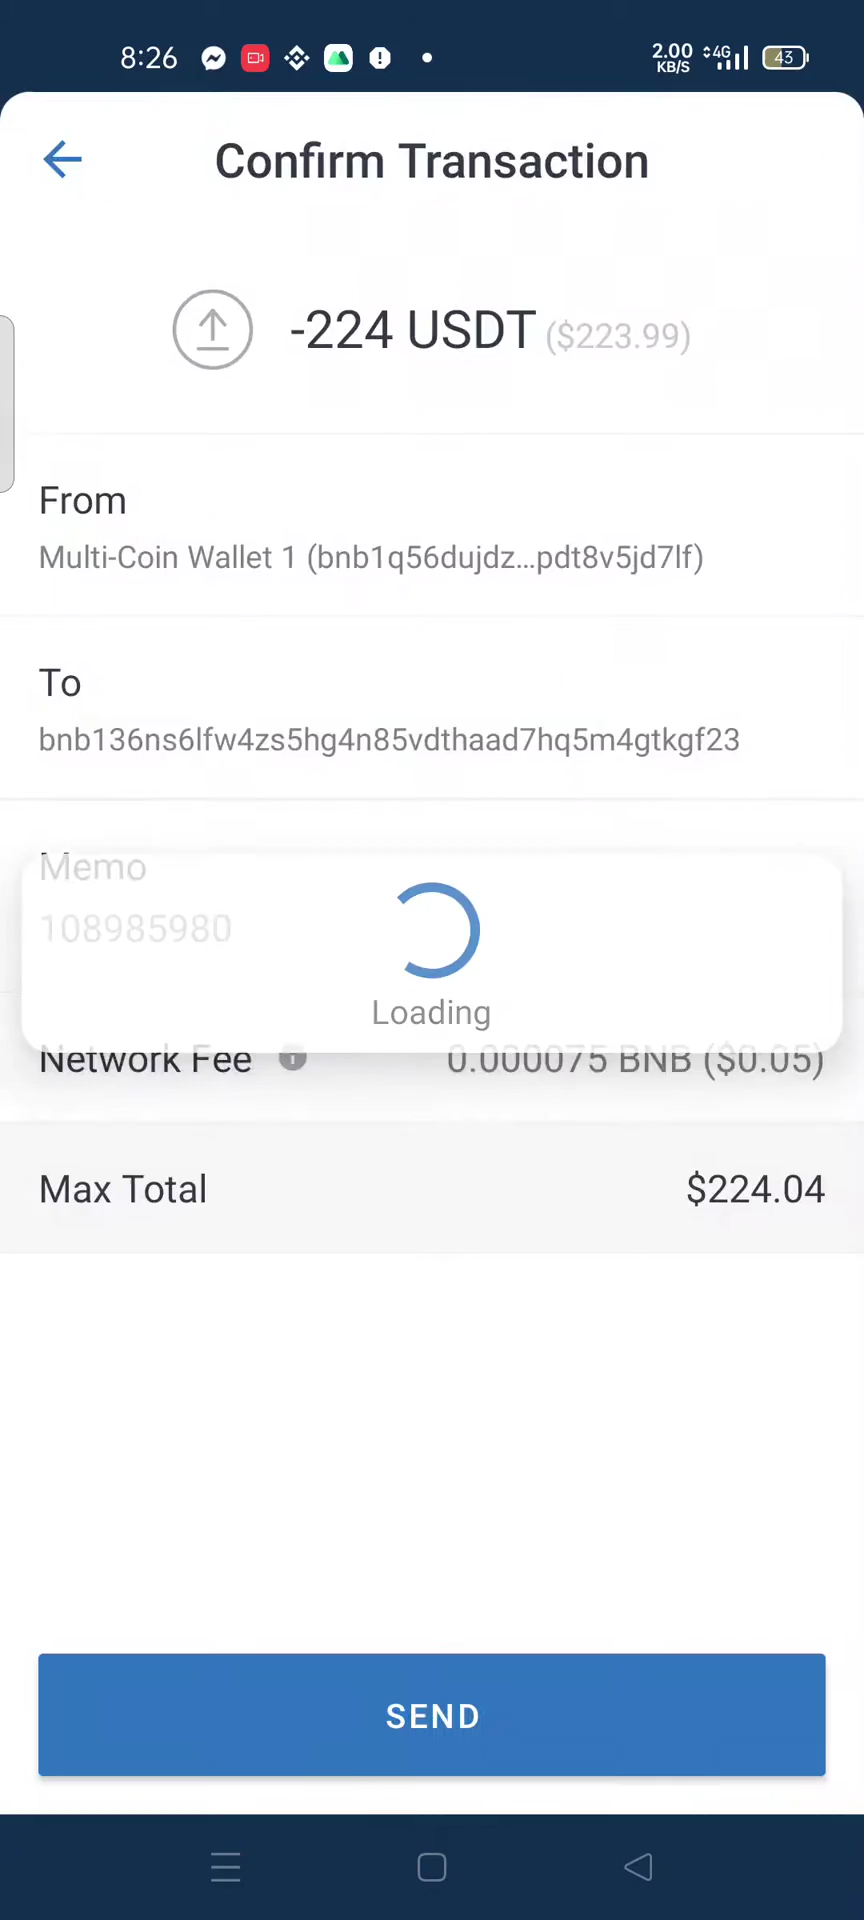 8:26
2.00
KB/S
4G
43
Confirm Transaction
-224 USDT ($223.99)
From
Multi-Coin Wallet 1 (bnb1q56dujdz...pdt8v5jd7lf)
To
bnb136ns6lfw4zs5hg4n85vdthaad7hq5m4gtkgf23
Memo
108985980
Loading
Network Fee 0.000075 BNB ($0.05)
Max Total $224.04
SEND